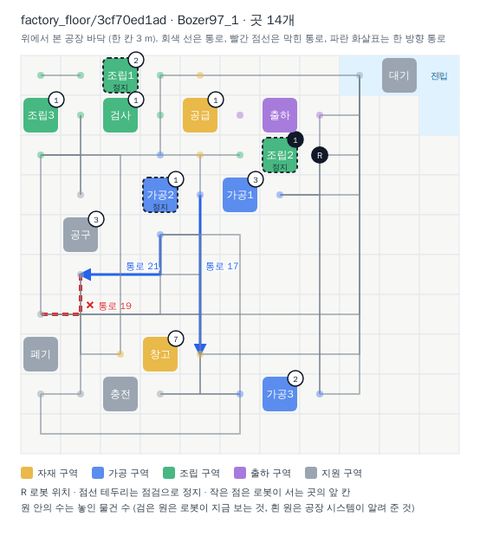 factory_floor/3cf70ed1ad · Bozer97_1 · 곳 14개
위에서 본 공장 바닥 (한 칸 3 m). 회색 선은 통로, 빨간 점선은 막힌 통로, 파란 화살표는 한 방향 통로
조립1 2
정지
대기
진입
조립3 1
검사 1
공급 1
출하
조립2 1
정지
R
가공2 1
정지
가공1 3
공구 3
통로 21
통로 17
× 통로 19
폐기
창고 7
충전
가공3 2
자재 구역 가공 구역 조립 구역 출하 구역 지원 구역
R 로봇 위치 · 점선 테두리는 점검으로 정지 · 작은 점은 로봇이 서는 곳의 앞 칸
원 안의 수는 놓인 물건 수 (검은 원은 로봇이 지금 보는 것, 흰 원은 공장 시스템이 알려 준 것)